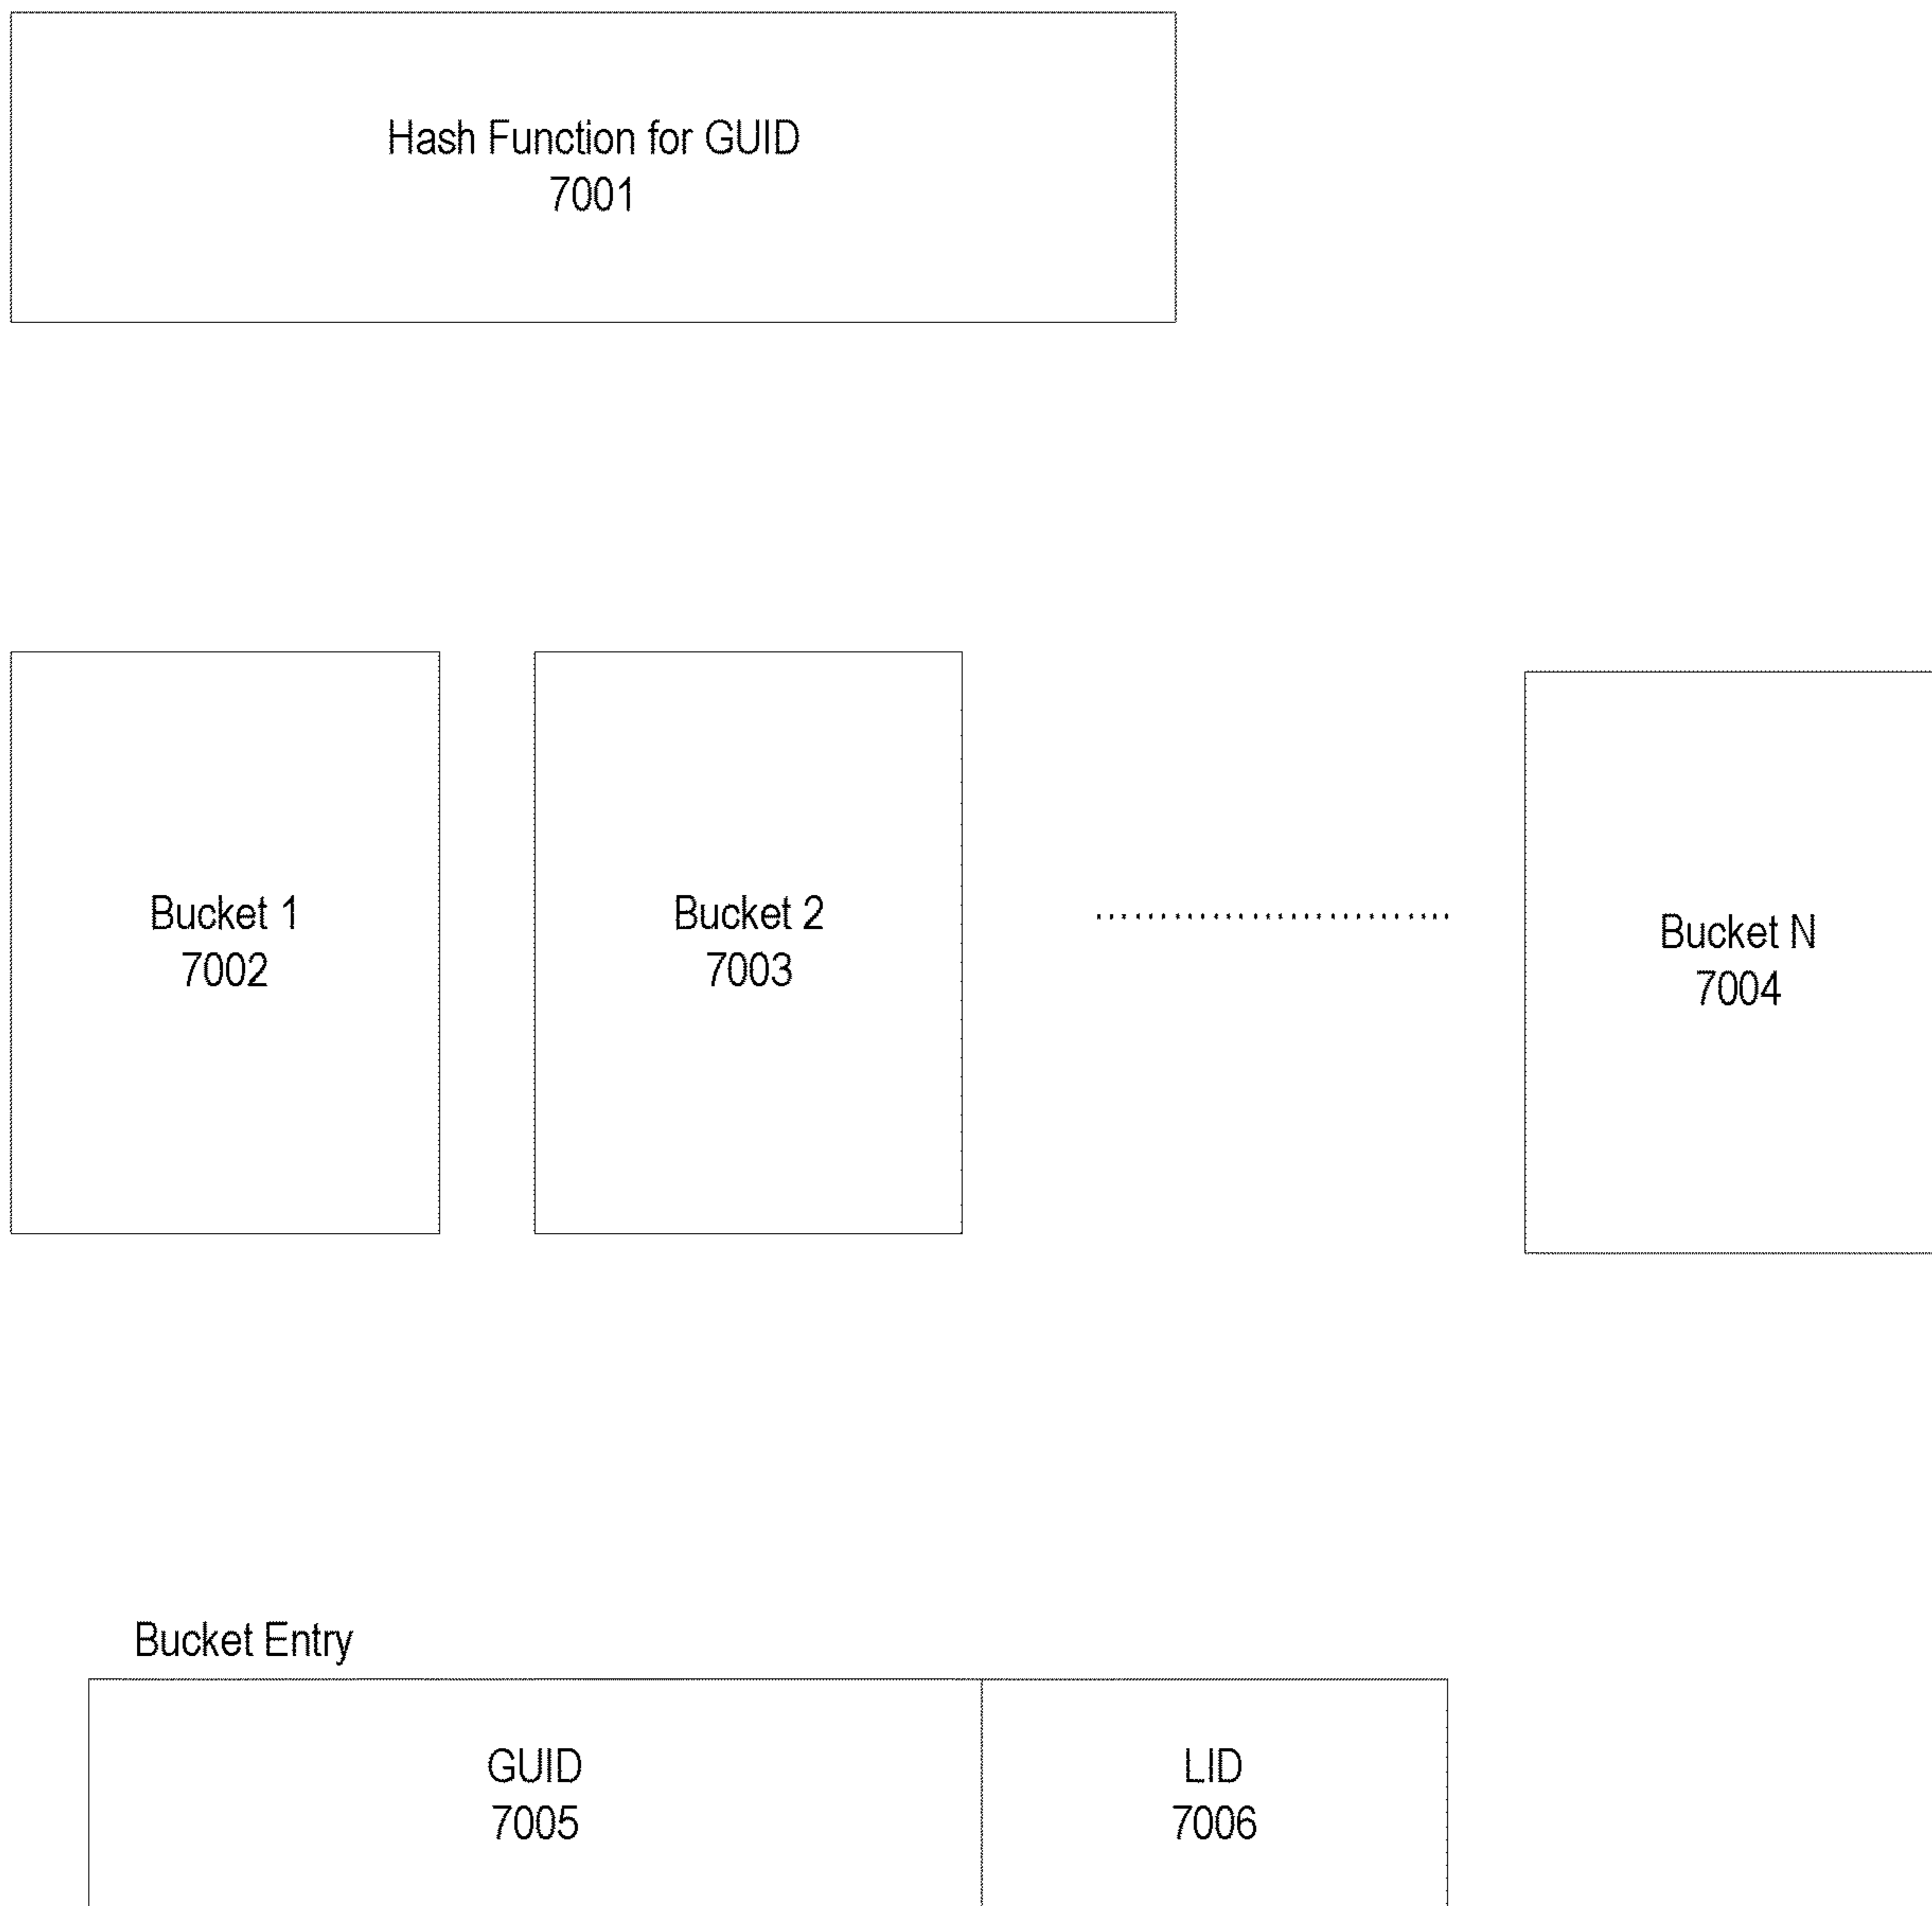 Hash Function for GUID
7001
Bucket 1
7002
Bucket 2
7003
Bucket N
7004
Bucket Entry
GUID
7005
LID
7006